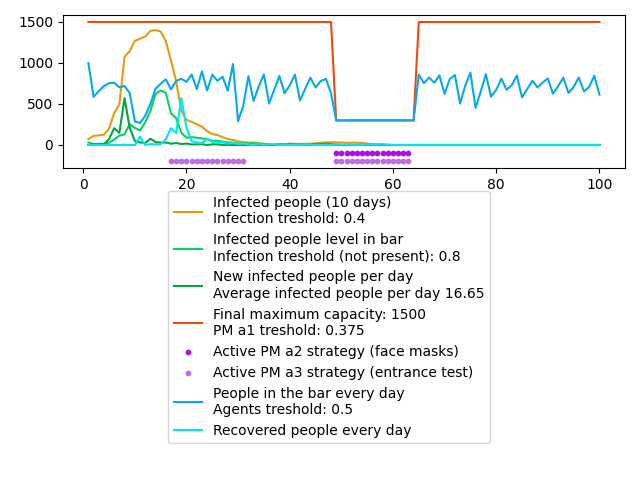 1500
1000
500
0
0 20 40 60 80 100
Infected people (10 days)
Infection treshold: 0.4
Infected people level in bar
Infection treshold (not present): 0.8
New infected people per day
Average infected people per day 16.65
Final maximum capacity: 1500
PM a1 treshold: 0.375
Active PM a2 strategy (face masks)
Active PM a3 strategy (entrance test)
People in the bar every day
Agents treshold: 0.5
Recovered people every day